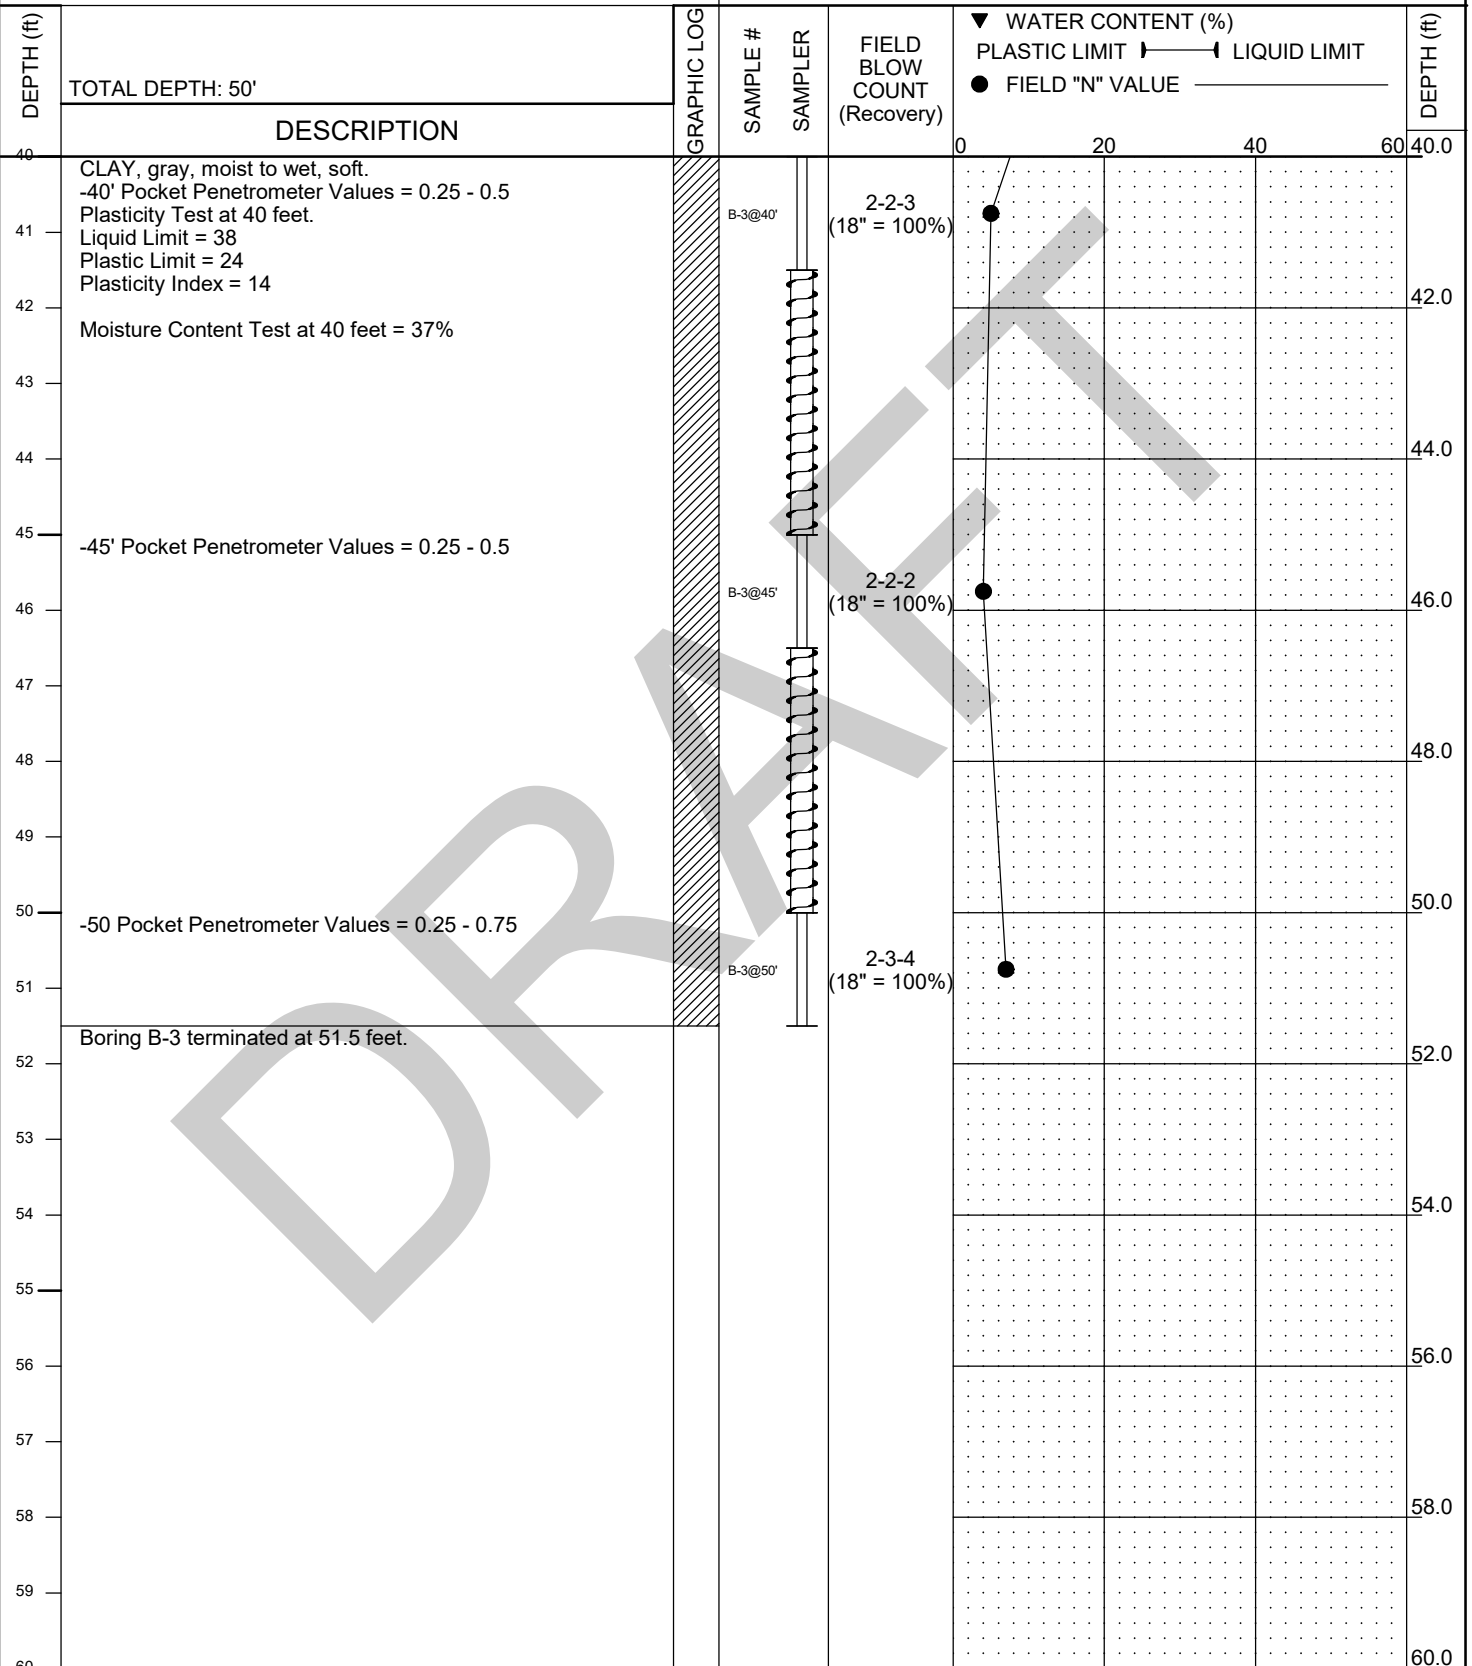 DEPTH (ft)
TOTAL DEPTH: 50'
DESCRIPTION
GRAPHIC LOG
SAMPLE #
SAMPLER
FIELD
BLOW
COUNT
(Recovery)
WATER CONTENT (%)
PLASTIC LIMIT LIQUID LIMIT
FIELD "N" VALUE
DEPTH (ft)
0 20 40 60 40.0
40
CLAY, gray, moist to wet, soft.
-40' Pocket Penetrometer Values = 0.25 - 0.5
Plasticity Test at 40 feet.
Liquid Limit = 38
Plastic Limit = 24
Plasticity Index = 14
Moisture Content Test at 40 feet = 37%
B-3@40'
2-2-3
(18" = 100%)
41
42
42.0
43
44
44.0
45
-45' Pocket Penetrometer Values = 0.25 - 0.5
B-3@45'
2-2-2
(18" = 100%)
46
46.0
47
48
48.0
49
50
50.0
-50 Pocket Penetrometer Values = 0.25 - 0.75
B-3@50'
2-3-4
(18" = 100%)
51
Boring B-3 terminated at 51.5 feet.
52
52.0
53
54
54.0
55
56
56.0
57
58
58.0
59
60
60.0
DRAFT